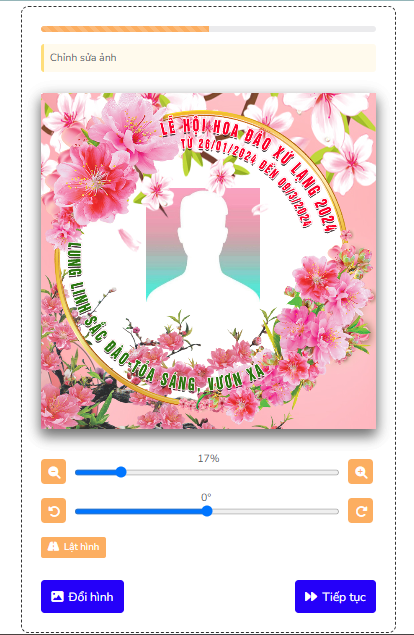 Chỉnh sửa ảnh
LỄ HỘI HOA ĐÀO XỨ LẠNG 2024
TỪ 26/01/2024 ĐẾN 09/3/2024
LUNG LINH SẮC ĐÀO-TỎA SÁNG, VƯƠN XA
17%
0°
Lật hình
Đổi hình
Tiếp tục